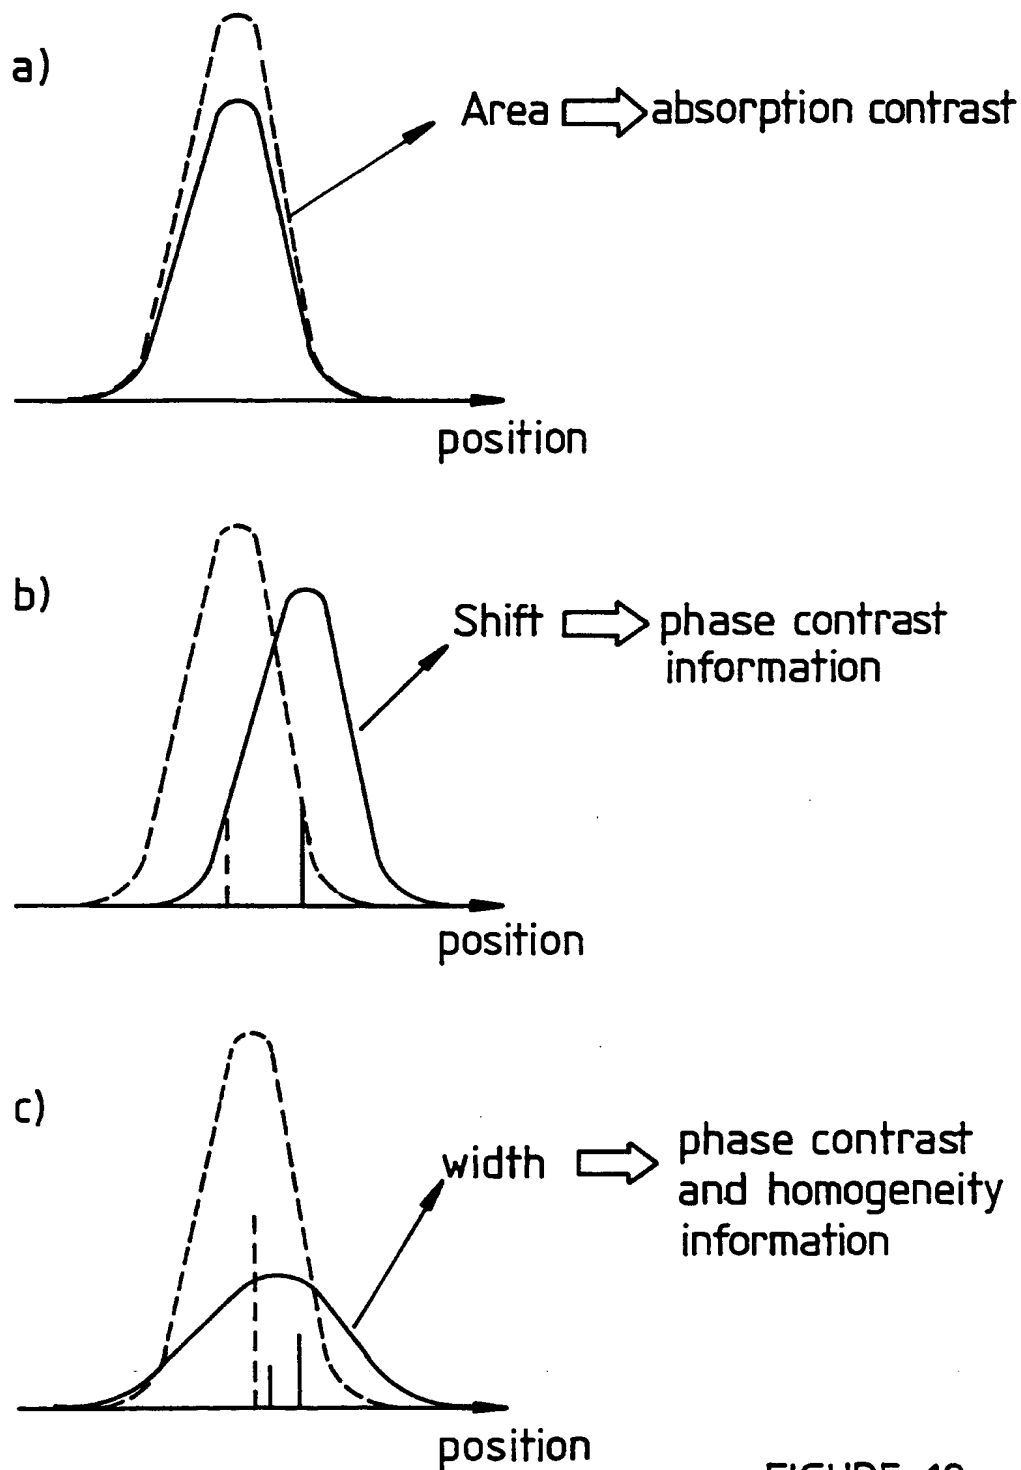 a)
Area absorption contrast
position
b)
Shift phase contrast
information
position
c)
width phase contrast
and homogeneity
information
position